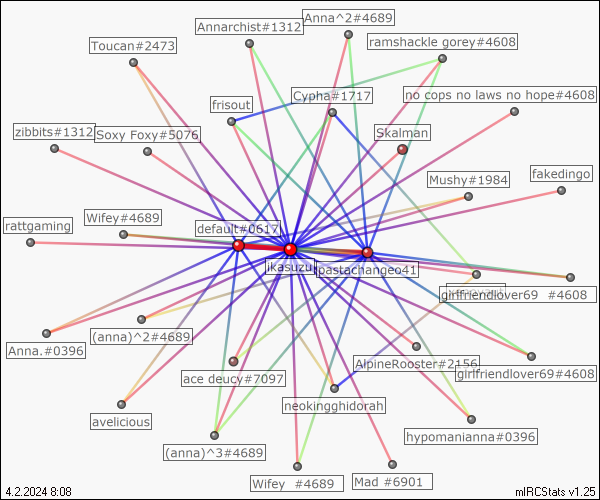 Anna^2#4689
Annarchist#1312
ramshackle gorey#4608
Toucan#2473
Cypha#1717
no cops no laws no hope#4608
frisout
zibbits#1312
Soxy Foxy#5076
Skalman
fakedingo
Mushy#1984
Wifey#4689
rattgaming
default#0617
jkasuzu
pastachangeo41
girlfriendlover69 #4608
(anna)^2#4689
Anna.#0396
AlpineRooster#2156
girlfriendlover69#4608
ace deucy#7097
neokingghidorah
avelicious
hypomanianna#0396
(anna)^3#4689
Wifey #4689
Mad #6901
4.2.2024 8:08
mIRCStats v1.25